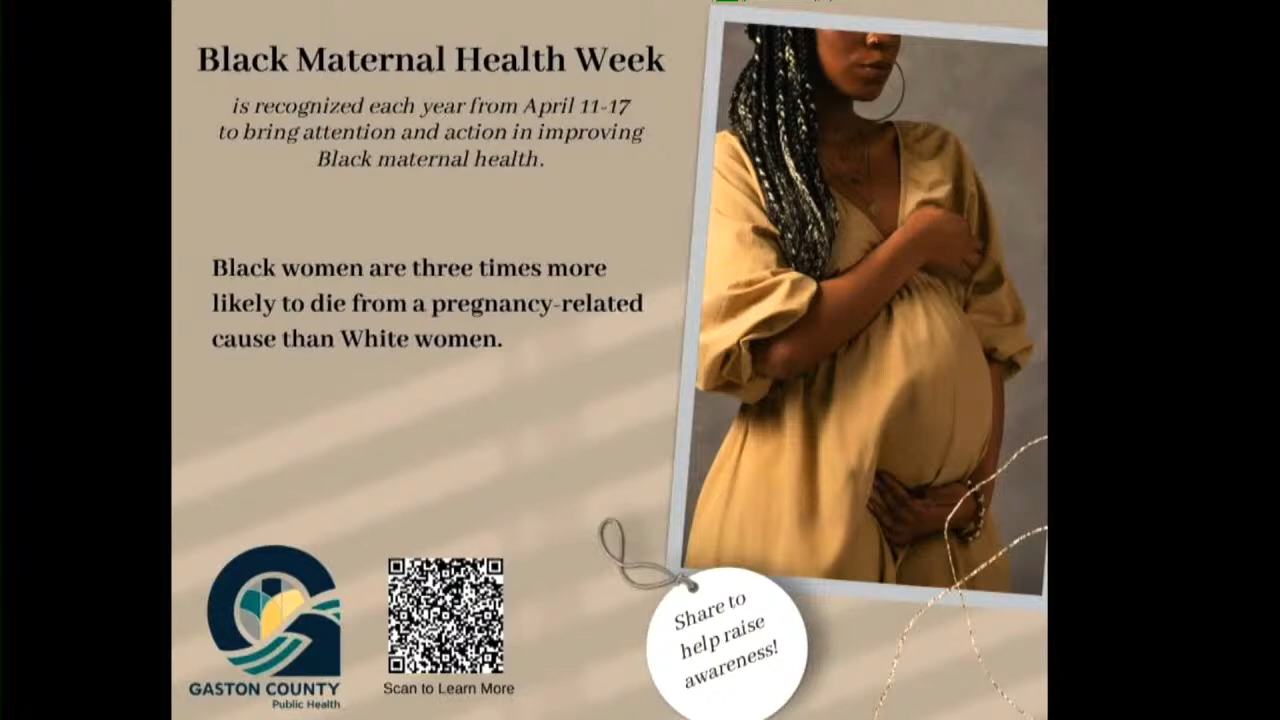 Black Maternal Health Week
is recognized each year from April 11-17
to bring attention and action in improving
Black maternal health.
Black women are three times more
likely to die from a pregnancy-related
cause than White women.
GASTON COUNTY
Public Health
Scan to Learn More
Share to
help raise
awareness!